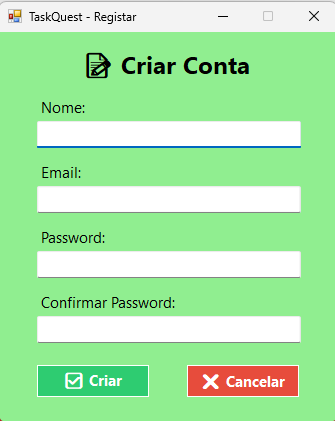 TaskQuest - Registar
Criar Conta
Nome:
Email:
Password:
Confirmar Password:
Criar
Cancelar